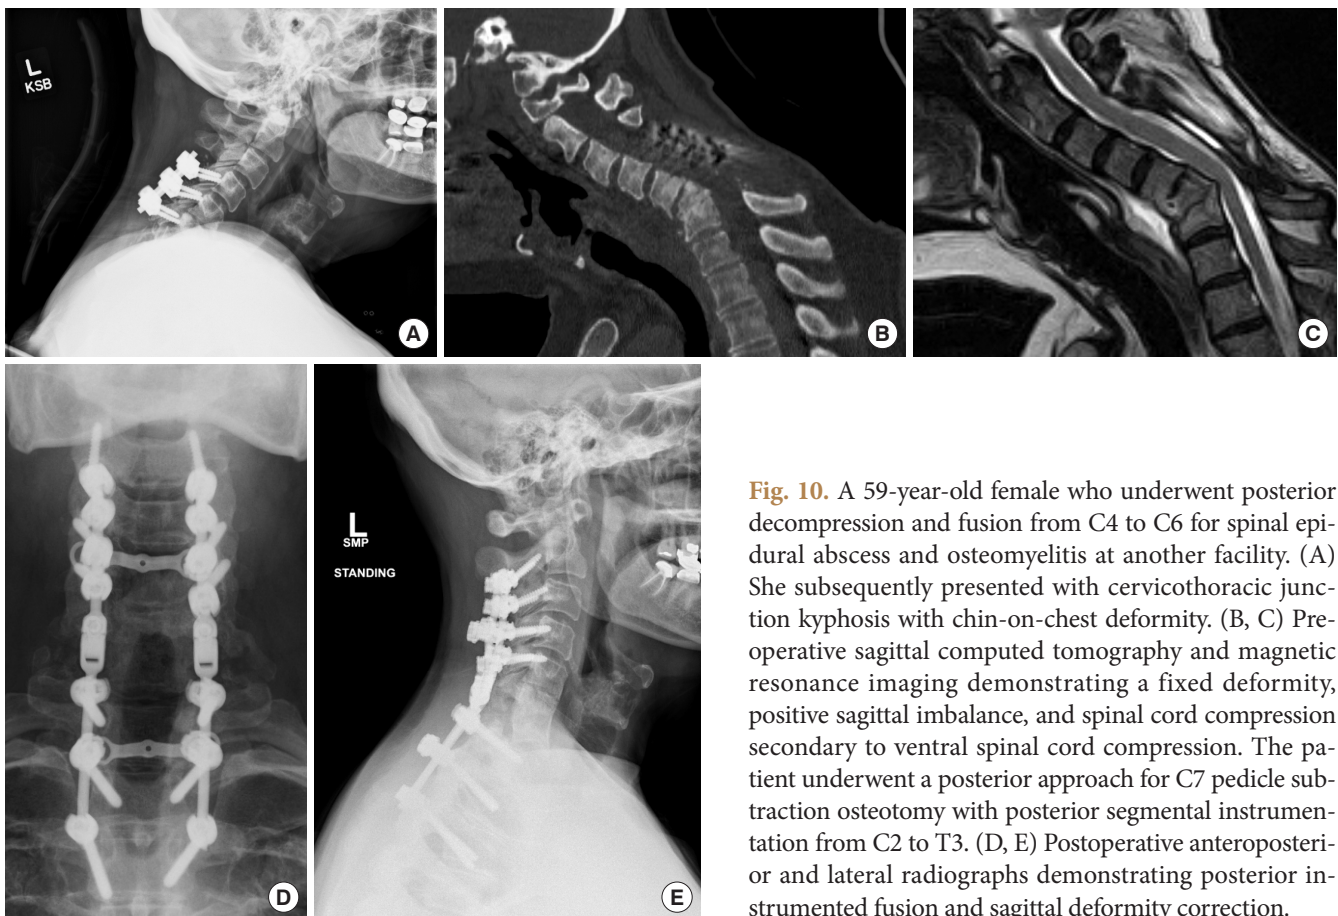 L
KSB
A
B
C
D
L
SMP
STANDING
E
Fig. 10. A 59-year-old female who underwent posterior
decompression and fusion from C4 to C6 for spinal epi-
dural abscess and osteomyelitis at another facility. (A)
She subsequently presented with cervicothoracic junc-
tion kyphosis with chin-on-chest deformity. (B, C) Pre-
operative sagittal computed tomography and magnetic
resonance imaging demonstrating a fixed deformity,
positive sagittal imbalance, and spinal cord compression
secondary to ventral spinal cord compression. The pa-
tient underwent a posterior approach for C7 pedicle sub-
traction osteotomy with posterior segmental instrumen-
tation from C2 to T3. (D, E) Postoperative anteroposteri-
or and lateral radiographs demonstrating posterior in-
strumented fusion and sagittal deformity correction.